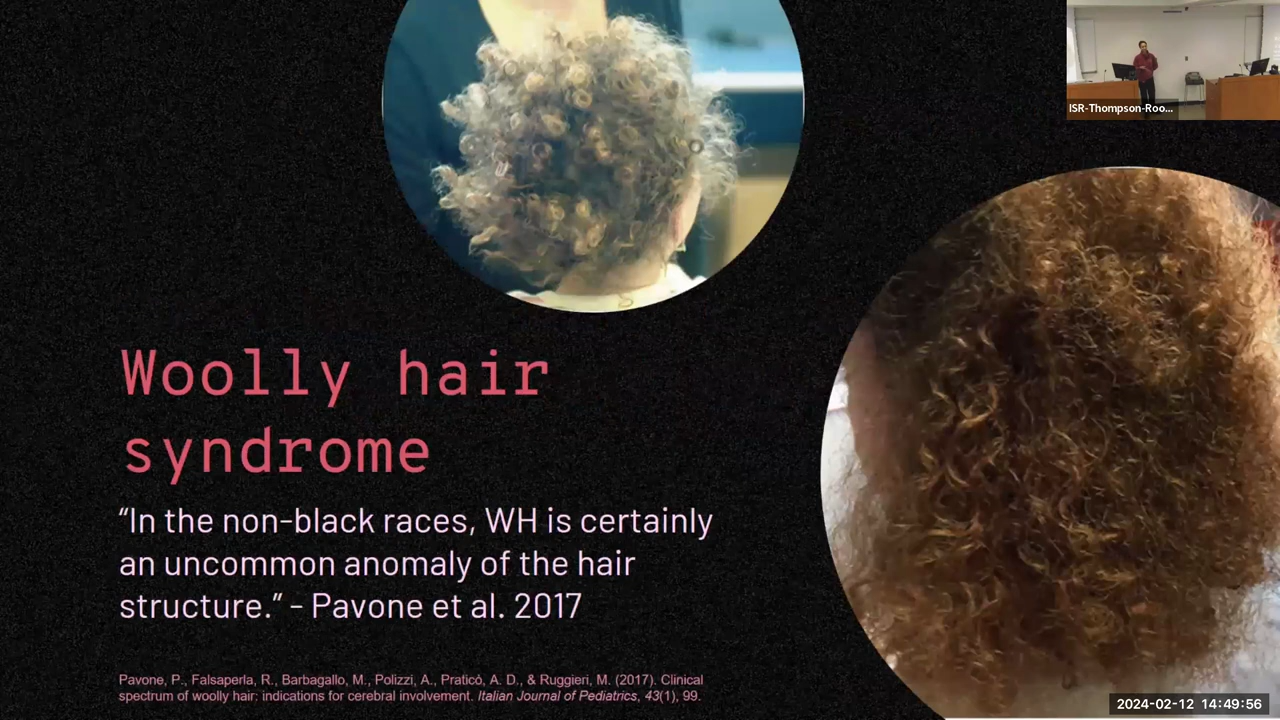 ISR-Thompson-Roo...
Woolly hair
syndrome
“In the non-black races, WH is certainly
an uncommon anomaly of the hair
structure.” - Pavone et al. 2017
Pavone, P., Falsaperla, R., Barbagallo, M., Polizzi, A., Praticò, A. D., & Ruggieri, M. (2017). Clinical
spectrum of woolly hair: indications for cerebral involvement. Italian Journal of Pediatrics, 43(1), 99.
2024-02-12 14:49:56